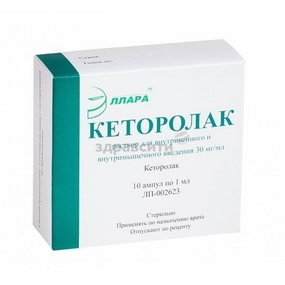 ЭЛЛАРА
КЕТОРОЛАК
раствор для внутривенного и
здравсити
внутримышечного введения 30 мг/мл
Кеторолак
10 ампул по 1 мл
ЛП-002623
Стерильно
Применять по назначению врача
Отпускают по рецепту